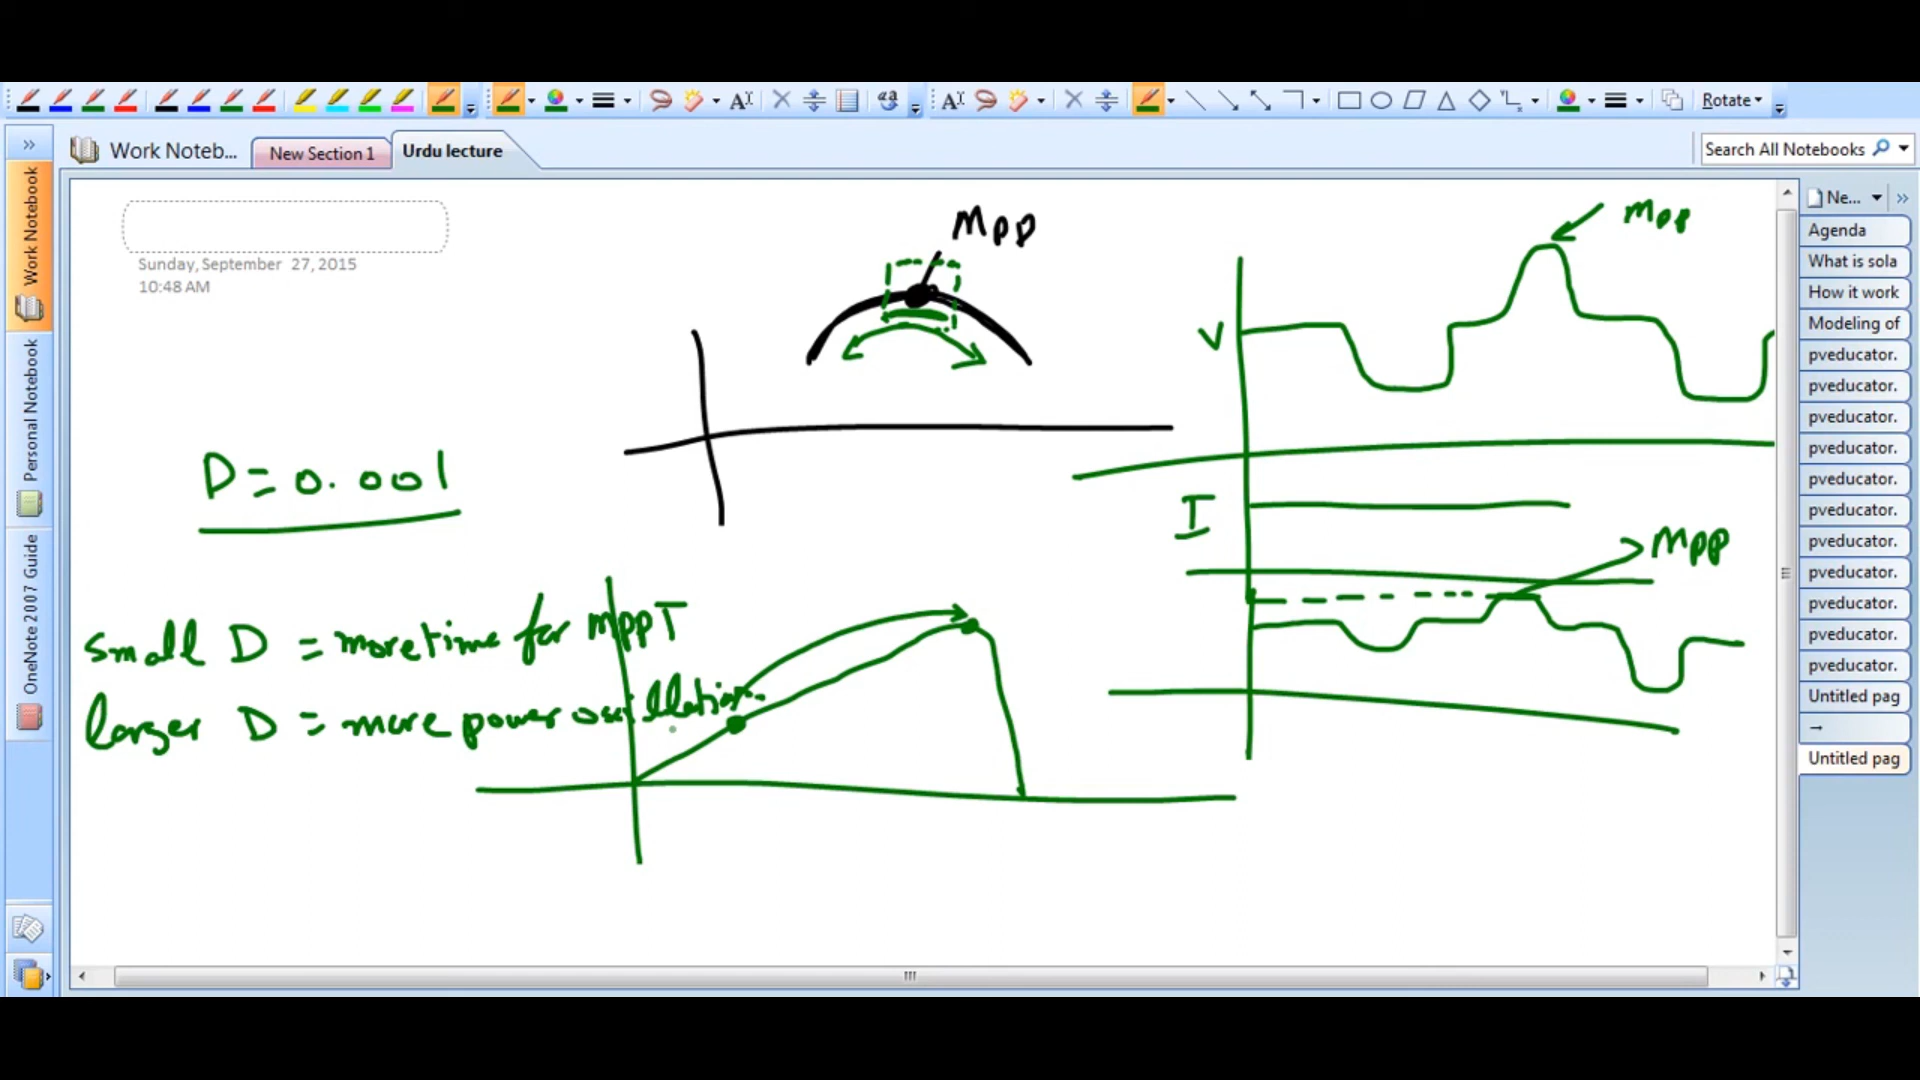 Rotate
Work Noteb...
New Section 1
Urdu lecture
Search All Notebooks
Work Notebook
Personal Notebook
OneNote 2007 Guide
Sunday, September 27, 2015
10:48 AM
Ne...
Agenda
What is sola
How it work
Modeling of
pveducator.
pveducator.
pveducator.
pveducator.
pveducator.
pveducator.
pveducator.
pveducator.
pveducator.
pveducator.
pveducator.
Untitled pag
→
Untitled pag
MPP
MPP
V
I
MPP
D = 0.001
small D = more time for MPPT
larger D = more power oscillation.